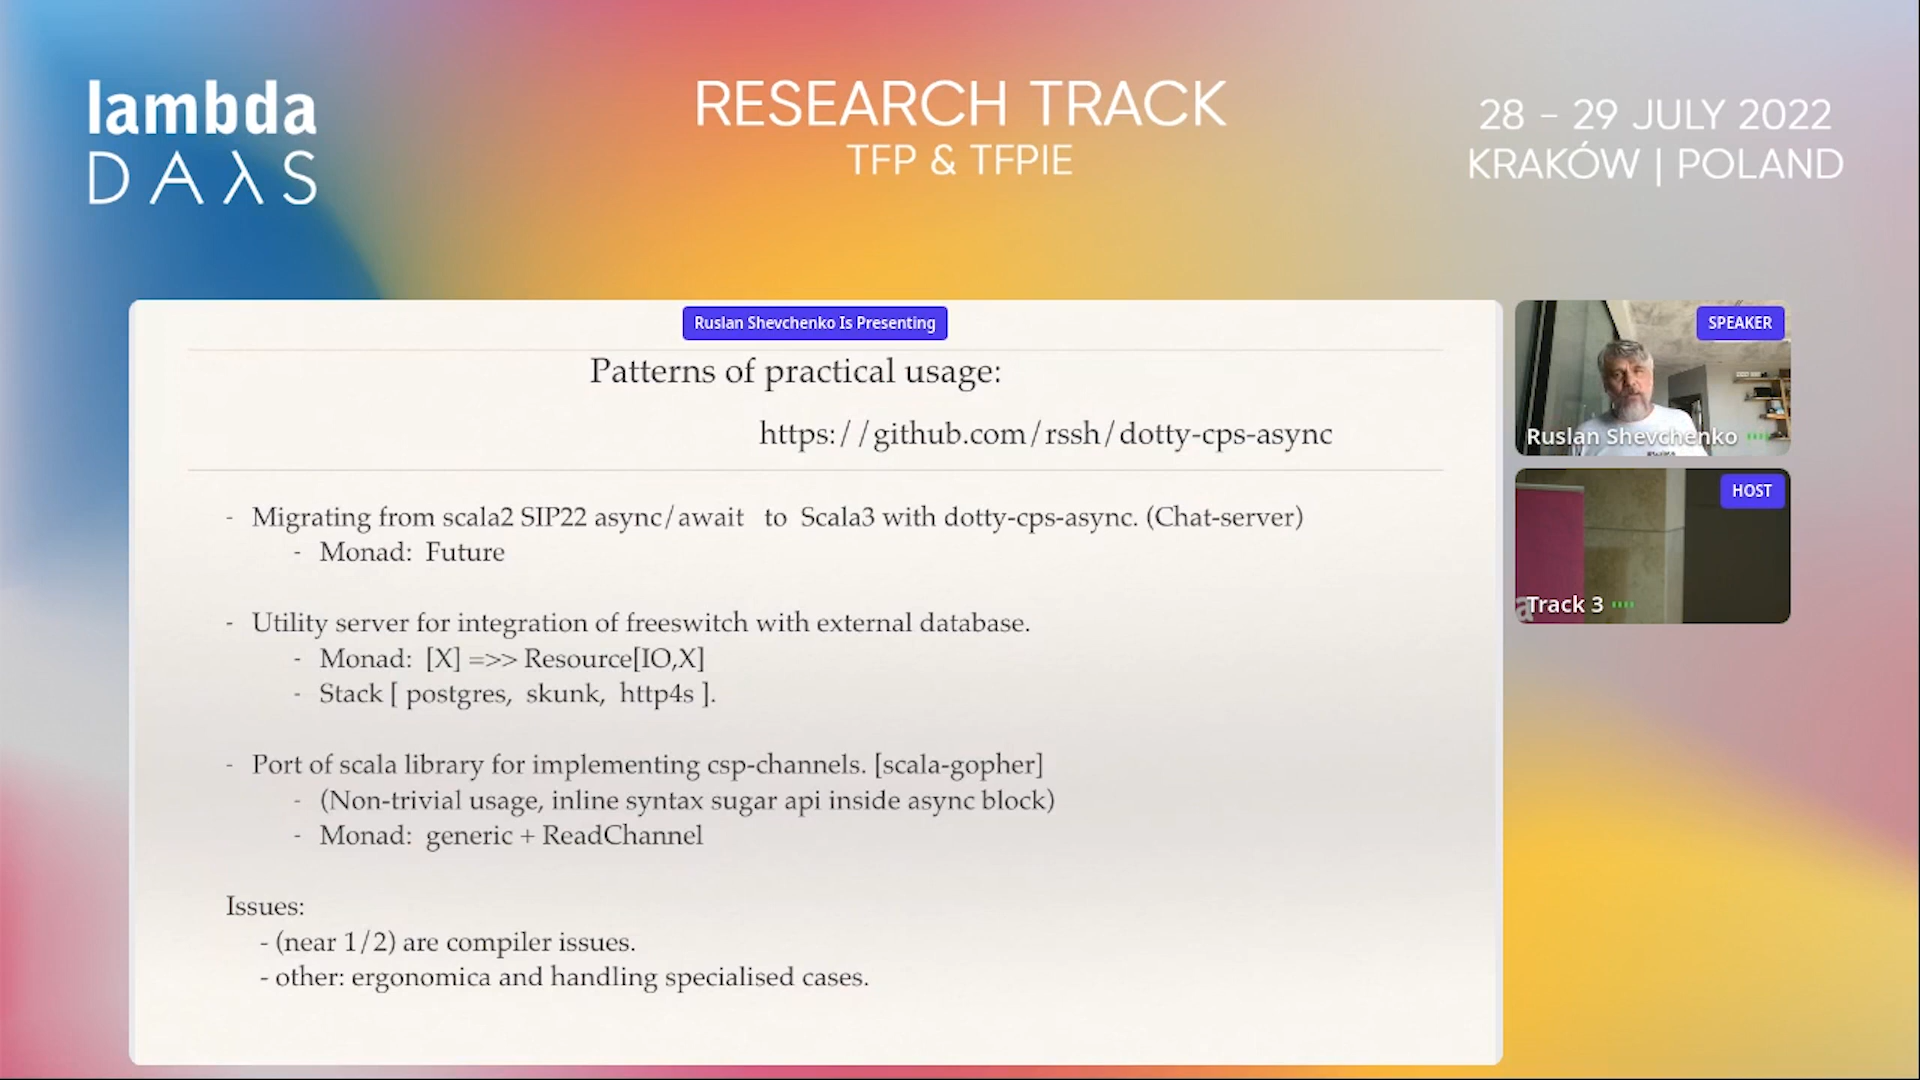 lambda
DAλS
RESEARCH TRACK
TFP & TFPIE
28 – 29 JULY 2022
KRAKÓW | POLAND
Ruslan Shevchenko Is Presenting
Patterns of practical usage:
https://github.com/rssh/dotty-cps-async
- Migrating from scala2 SIP22 async/await to Scala3 with dotty-cps-async. (Chat-server)
- Monad: Future
- Utility server for integration of freeswitch with external database.
- Monad: [X] =>> Resource[IO,X]
- Stack [ postgres, skunk, http4s ].
- Port of scala library for implementing csp-channels. [scala-gopher]
- (Non-trivial usage, inline syntax sugar api inside async block)
- Monad: generic + ReadChannel
Issues:
- (near 1/2) are compiler issues.
- other: ergonomica and handling specialised cases.
SPEAKER
Ruslan Shevchenko
HOST
Track 3